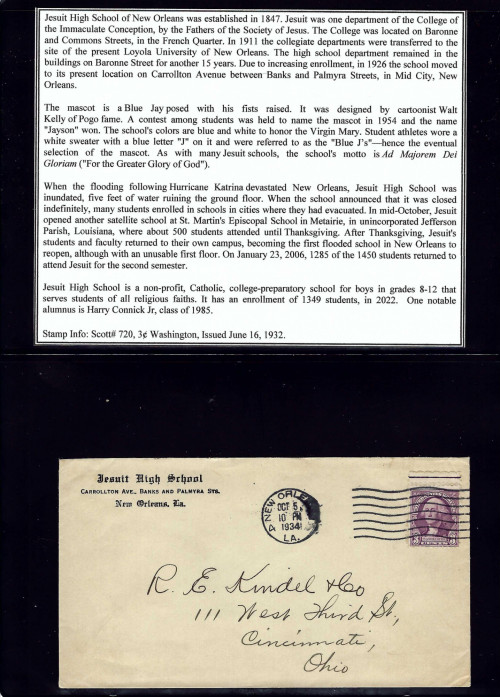 Jesuit High School of New Orleans was established in 1847. Jesuit was one department of the College of
the Immaculate Conception, by the Fathers of the Society of Jesus. The College was located on Baronne
and Commons Streets, in the French Quarter. In 1911 the collegiate departments were transferred to the
site of the present Loyola University of New Orleans. The high school department remained in the
buildings on Baronne Street for another 15 years. Due to increasing enrollment, in 1926 the school moved
to its present location on Carrollton Avenue between Banks and Palmyra Streets, in Mid City, New
Orleans.
The mascot is a Blue Jay posed with his fists raised. It was designed by cartoonist Walt
Kelly of Pogo fame. A contest among students was held to name the mascot in 1954 and the name
"Jayson" won. The school's colors are blue and white to honor the Virgin Mary. Student athletes wore a
white sweater with a blue letter "J" on it and were referred to as the "Blue J's"—hence the eventual
selection of the mascot. As with many Jesuit schools, the school's motto is Ad Majorem Dei
Gloriam ("For the Greater Glory of God").
When the flooding following Hurricane Katrina devastated New Orleans, Jesuit High School was
inundated, five feet of water ruining the ground floor. When the school announced that it was closed
indefinitely, many students enrolled in schools in cities where they had evacuated. In mid-October, Jesuit
opened another satellite school at St. Martin's Episcopal School in Metairie, in unincorporated Jefferson
Parish, Louisiana, where about 500 students attended until Thanksgiving. After Thanksgiving, Jesuit's
students and faculty returned to their own campus, becoming the first flooded school in New Orleans to
reopen, although with an unusable first floor. On January 23, 2006, 1285 of the 1450 students returned to
attend Jesuit for the second semester.
Jesuit High School is a non-profit, Catholic, college-preparatory school for boys in grades 8-12 that
serves students of all religious faiths. It has an enrollment of 1349 students, in 2022. One notable
alumnus is Harry Connick Jr, class of 1985.
Stamp Info: Scott# 720, 3¢ Washington, Issued June 16, 1932.
Jesuit High School
Carrollton Ave., Banks and Palmyra Sts.
New Orleans, La.
NEW ORLEANS
OCT 5
10 PM
1934
LA.
R. E. Kindel & Co
111 West Third St,
Cincinnati,
Ohio